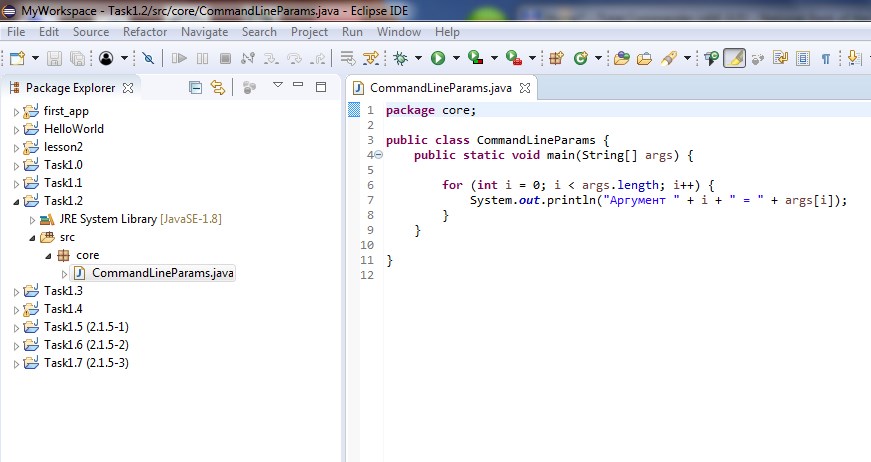 MyWorkspace - Task1.2/src/core/CommandLineParams.java - Eclipse IDE
File Edit Source Refactor Navigate Search Project Run Window Help
Package Explorer
first_app
HelloWorld
lesson2
Task1.0
Task1.1
Task1.2
JRE System Library [JavaSE-1.8]
src
core
CommandLineParams.java
Task1.3
Task1.4
Task1.5 (2.1.5-1)
Task1.6 (2.1.5-2)
Task1.7 (2.1.5-3)
CommandLineParams.java
1 package core;
2
3 public class CommandLineParams {
4 public static void main(String[] args) {
5
6 for (int i = 0; i < args.length; i++) {
7 System.out.println("Аргумент " + i + " = " + args[i]);
8 }
9 }
10
11 }
12